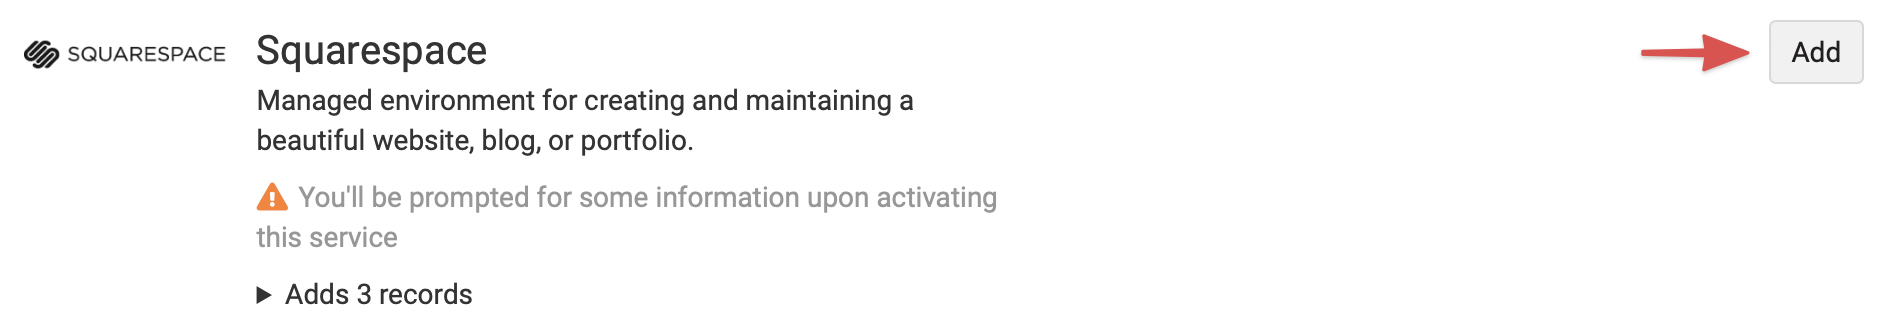 SQUARESPACE
Squarespace
Add
Managed environment for creating and maintaining a
beautiful website, blog, or portfolio.
You'll be prompted for some information upon activating
this service
Adds 3 records